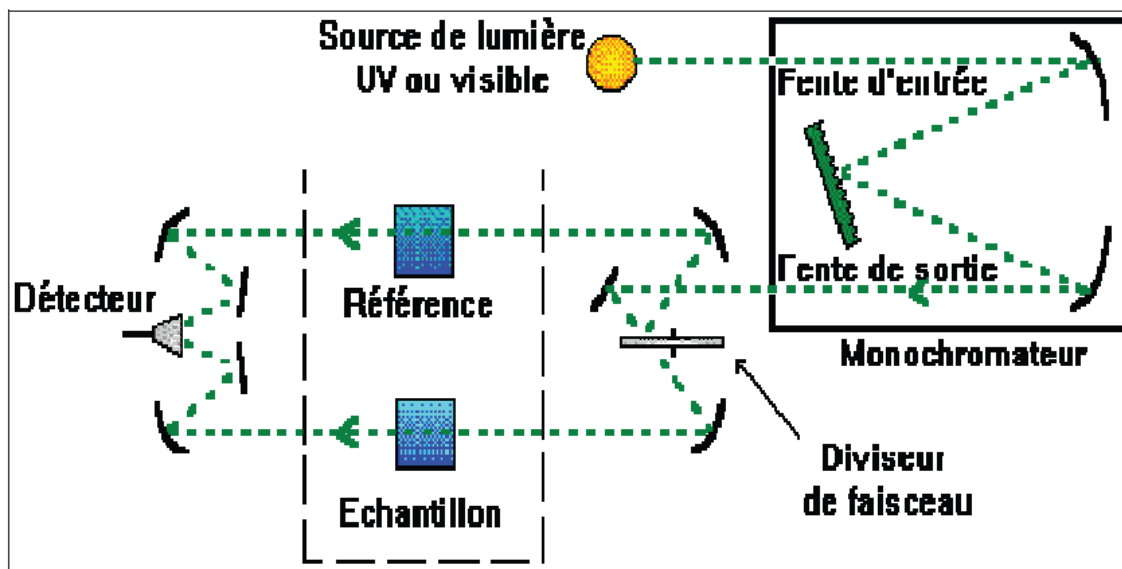 Source de lumière
UV ou visible
Fente d'entrée
Fente de sortie
Monochromateur
Détecteur
Référence
Echantillon
Diviseur
de faisceau